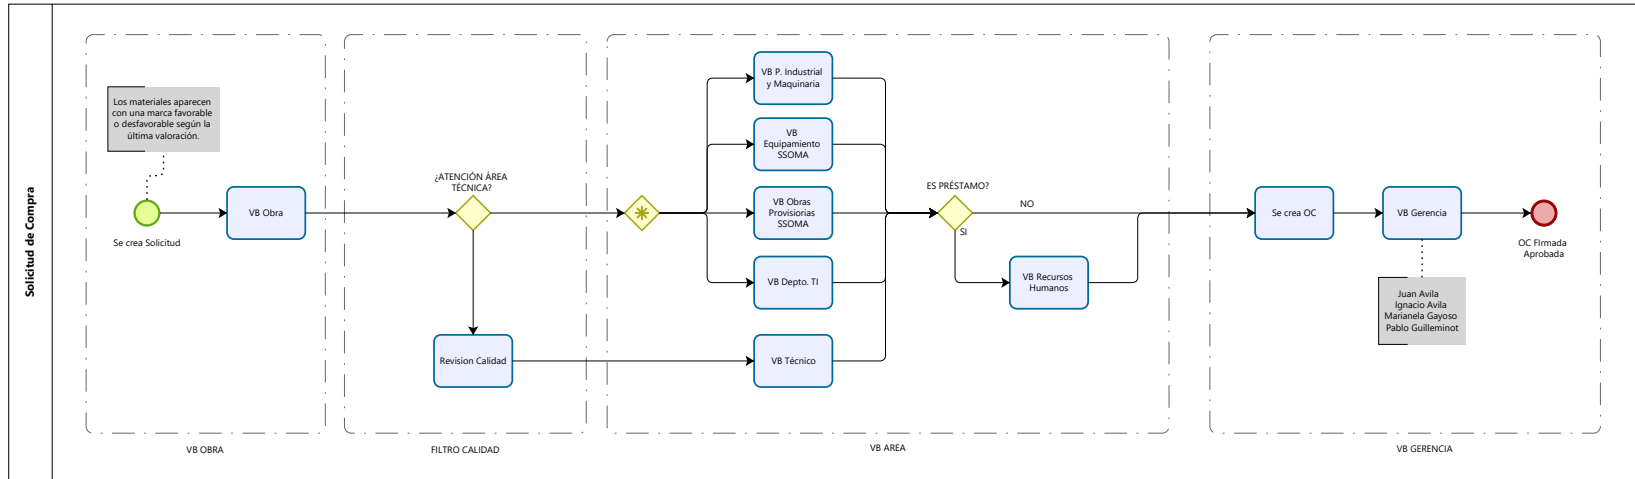 Solicitud de Compra
Los materiales aparecen
con una marca favorable
o desfavorable según la
última valoración.
Se crea Solicitud
VB Obra
VB OBRA
¿ATENCIÓN ÁREA
TÉCNICA?
Revision Calidad
FILTRO CALIDAD
VB P. Industrial
y Maquinaria
VB
Equipamiento
SSOMA
VB Obras
Provisiorias
SSOMA
VB Depto. TI
VB Técnico
ES PRÉSTAMO?
NO
SI
VB Recursos
Humanos
VB AREA
Se crea OC
VB Gerencia
Juan Avila
Ignacio Avila
Marianela Gayoso
Pablo Guilleminot
OC FIrmada
Aprobada
VB GERENCIA